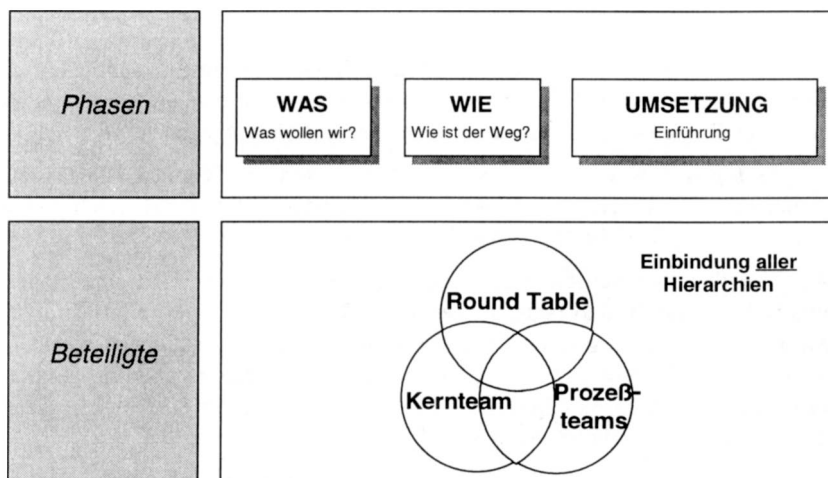 Phasen
WAS
Was wollen wir?
WIE
Wie ist der Weg?
UMSETZUNG
Einführung
Beteiligte
Einbindung aller
Hierarchien
Round Table
Kernteam
Prozeß-
teams